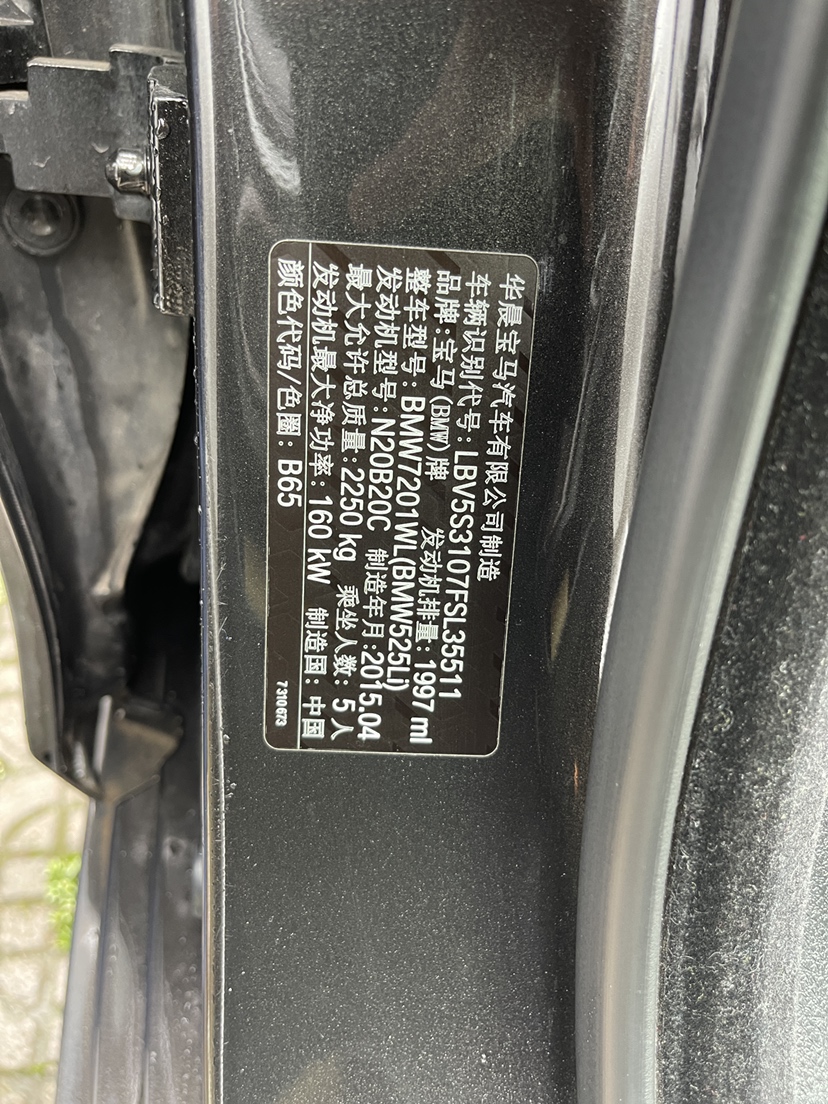 华晨宝马汽车有限公司制造
车辆识别代号: LBV5S3107FSL35511
品牌:宝马(BMW)牌 发动机排量: 1997 ml
整车型号: BMW7201WL(BMW525Li)
发动机型号: N20B20C 制造年月:2015.04
最大允许总质量: 2250 kg 乘坐人数: 5 人
发动机最大净功率: 160 kW 制造国: 中国
颜色代码/色圈: B65 7310673